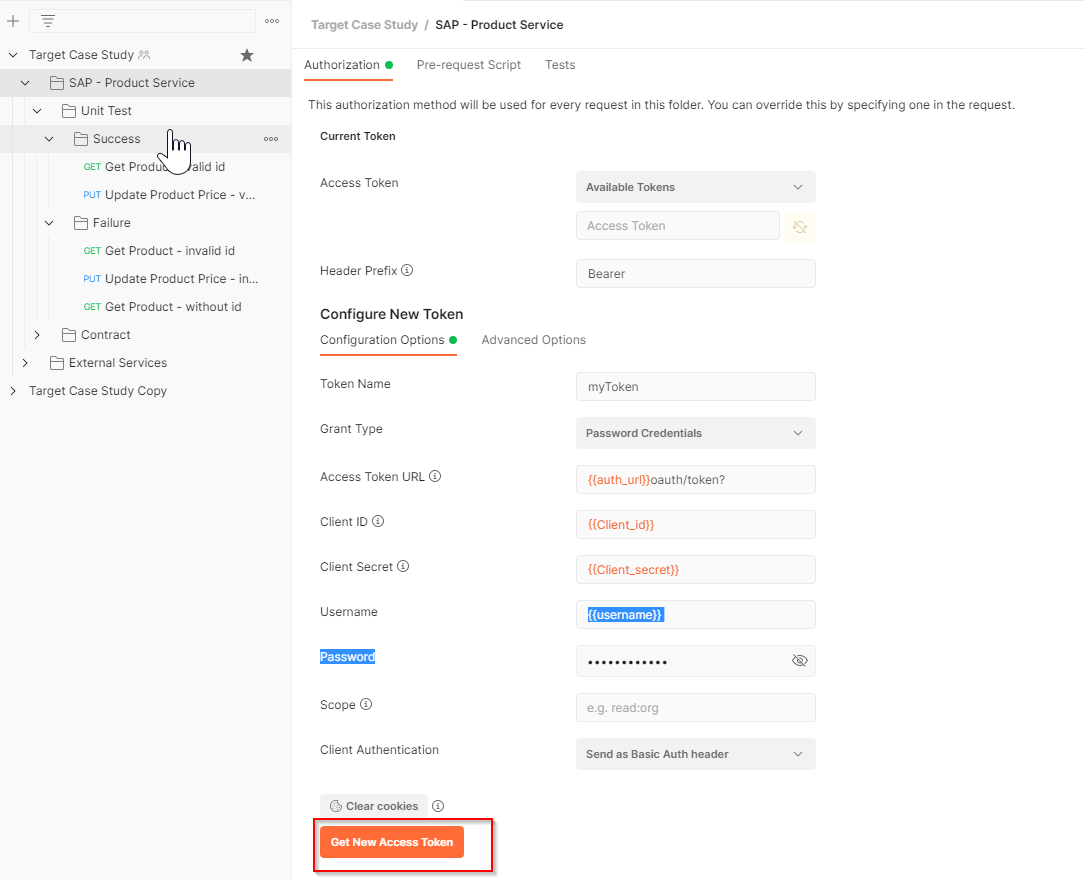 Target Case Study
SAP - Product Service
Unit Test
Success
GET Get Produ alid id
PUT Update Product Price - v...
Failure
GET Get Product - invalid id
PUT Update Product Price - in...
GET Get Product - without id
Contract
External Services
Target Case Study Copy
Target Case Study / SAP - Product Service
Authorization Pre-request Script Tests
This authorization method will be used for every request in this folder. You can override this by specifying one in the request.
Current Token
Access Token Available Tokens
Access Token
Header Prefix Bearer
Configure New Token
Configuration Options Advanced Options
Token Name myToken
Grant Type Password Credentials
Access Token URL {{auth_url}}oauth/token?
Client ID {{Client_id}}
Client Secret {{Client_secret}}
Username {{username}}
Password ••••••••••••
Scope e.g. read:org
Client Authentication Send as Basic Auth header
Clear cookies
Get New Access Token